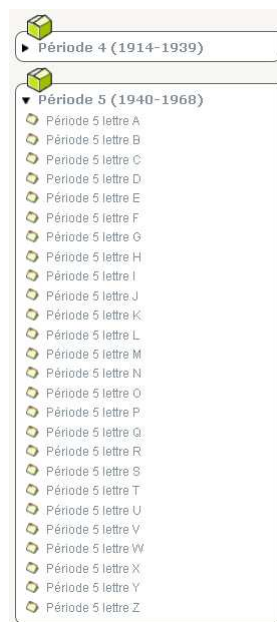 Période 4 (1914-1939)
Période 5 (1940-1968)
Période 5 lettre A
Période 5 lettre B
Periode 5 lettre C
Periode 5 lettre D
Période 5 lettre E
Période 5 lettre F
Période 5 lettre G
Période 5 lettre H
Période 5 lettre I
Période 5 lettre J
Période 5 lettre K
Période 5 lettre L
Période 5 lettre M
Période 5 lettre N
Période 5 lettre O
Période 5 lettre P
Période 5 lettre Q
Période 5 lettre R
Période 5 lettre S
Période 5 lettre T
Période 5 lettre U
Période 5 lettre V
Période 5 lettre W
Période 5 lettre X
Période 5 lettre Y
Période 5 lettre Z